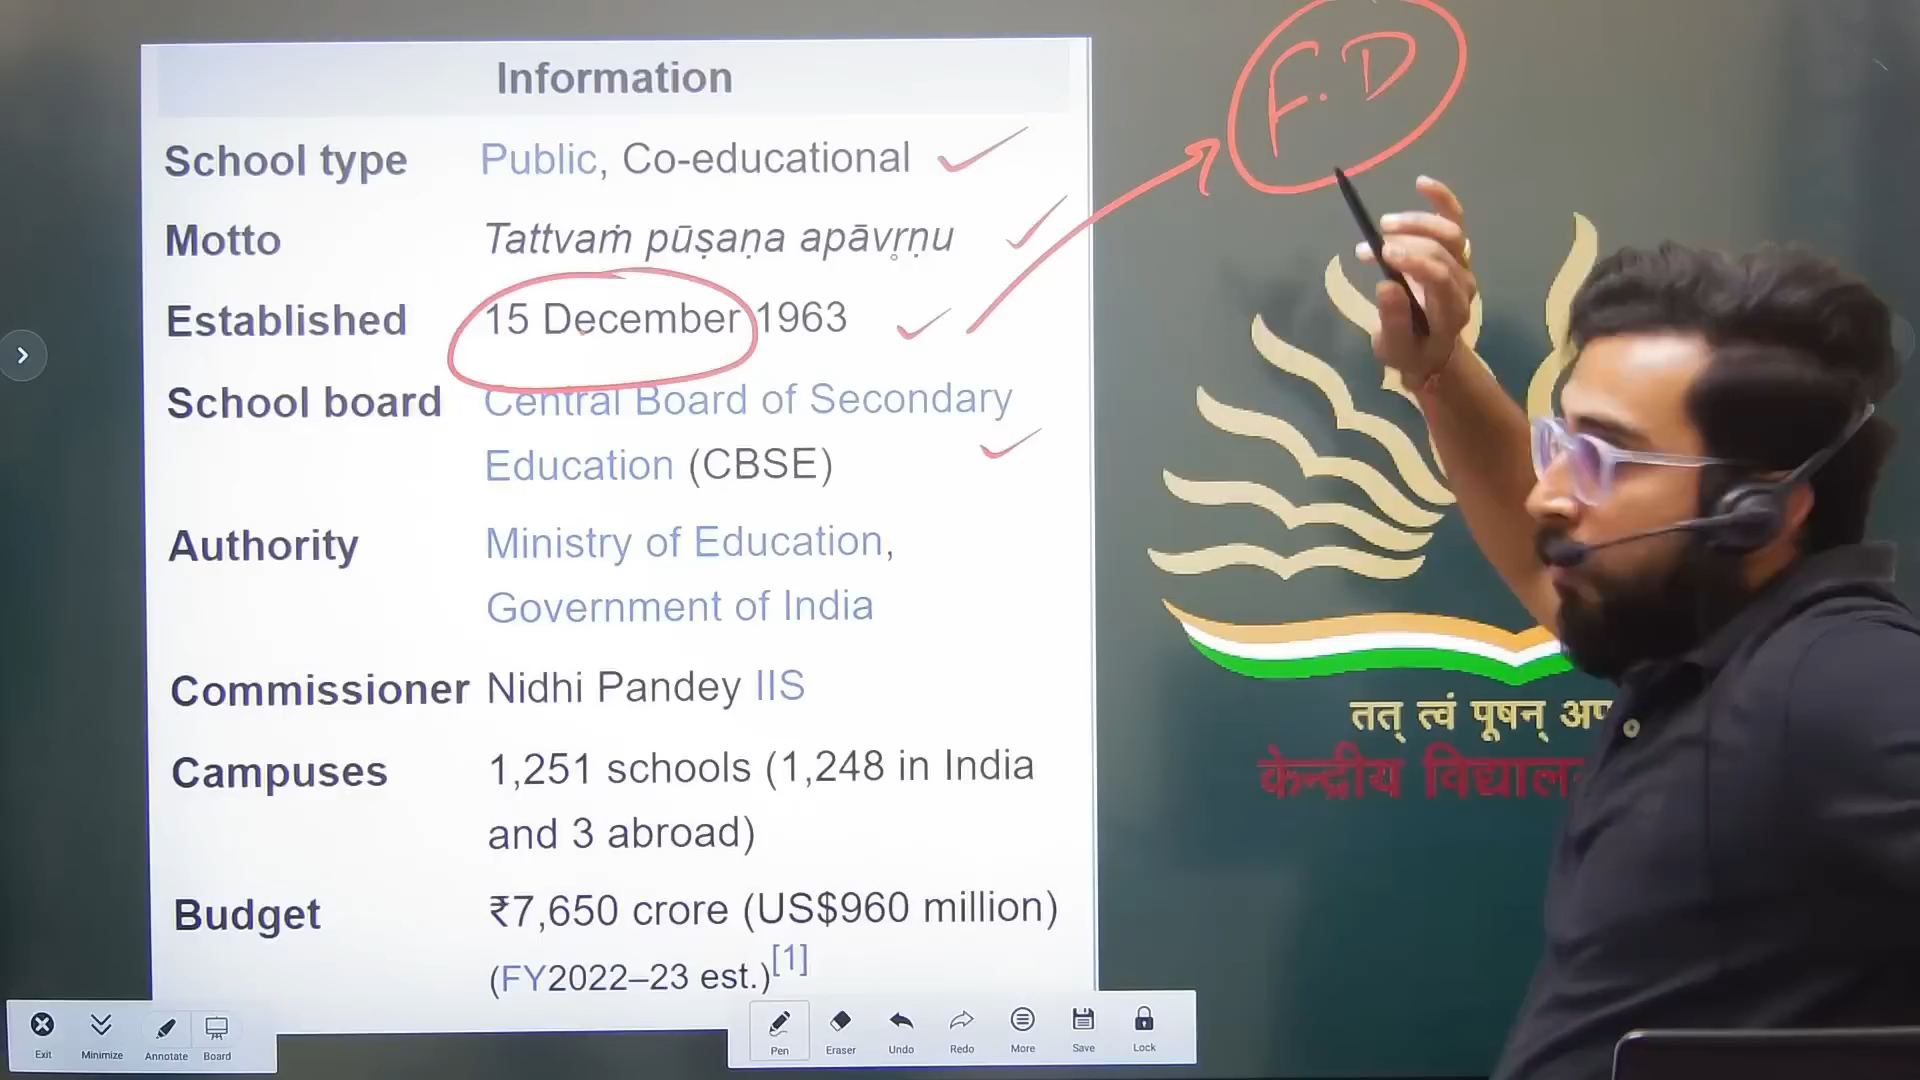 Information
School type Public, Co-educational
Motto Tattvaṁ pūṣaṇa apāvr̥ṇu
Established 15 December 1963
School board Central Board of Secondary
Education (CBSE)
Authority Ministry of Education,
Government of India
Commissioner Nidhi Pandey IIS
Campuses 1,251 schools (1,248 in India
and 3 abroad)
Budget ₹7,650 crore (US$960 million)
(FY2022–23 est.)[1]
F.D
तत् त्वं पूषन्
केन्द्रीय
Exit Minimize Annotate Board
Pen Eraser Undo Redo More Save Lock